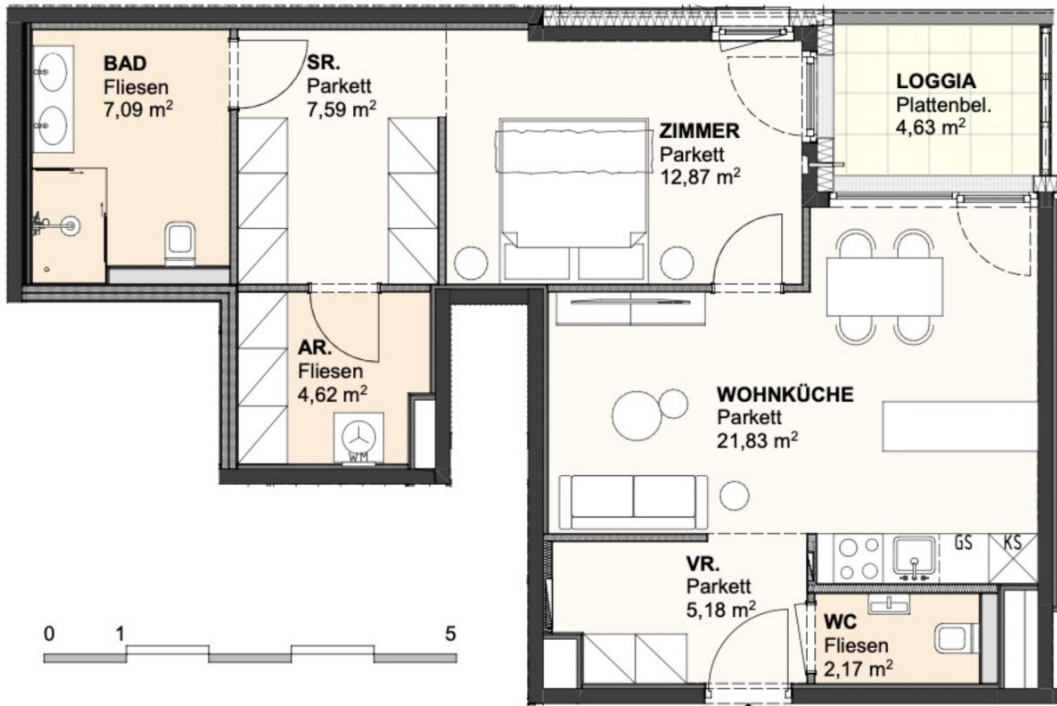 BAD
Fliesen
7,09 m²
SR.
Parkett
7,59 m²
ZIMMER
Parkett
12,87 m²
LOGGIA
Plattenbel.
4,63 m²
AR.
Fliesen
4,62 m²
WM
WOHNKÜCHE
Parkett
21,83 m²
GS KS
VR.
Parkett
5,18 m²
WC
Fliesen
2,17 m²
0 1 5